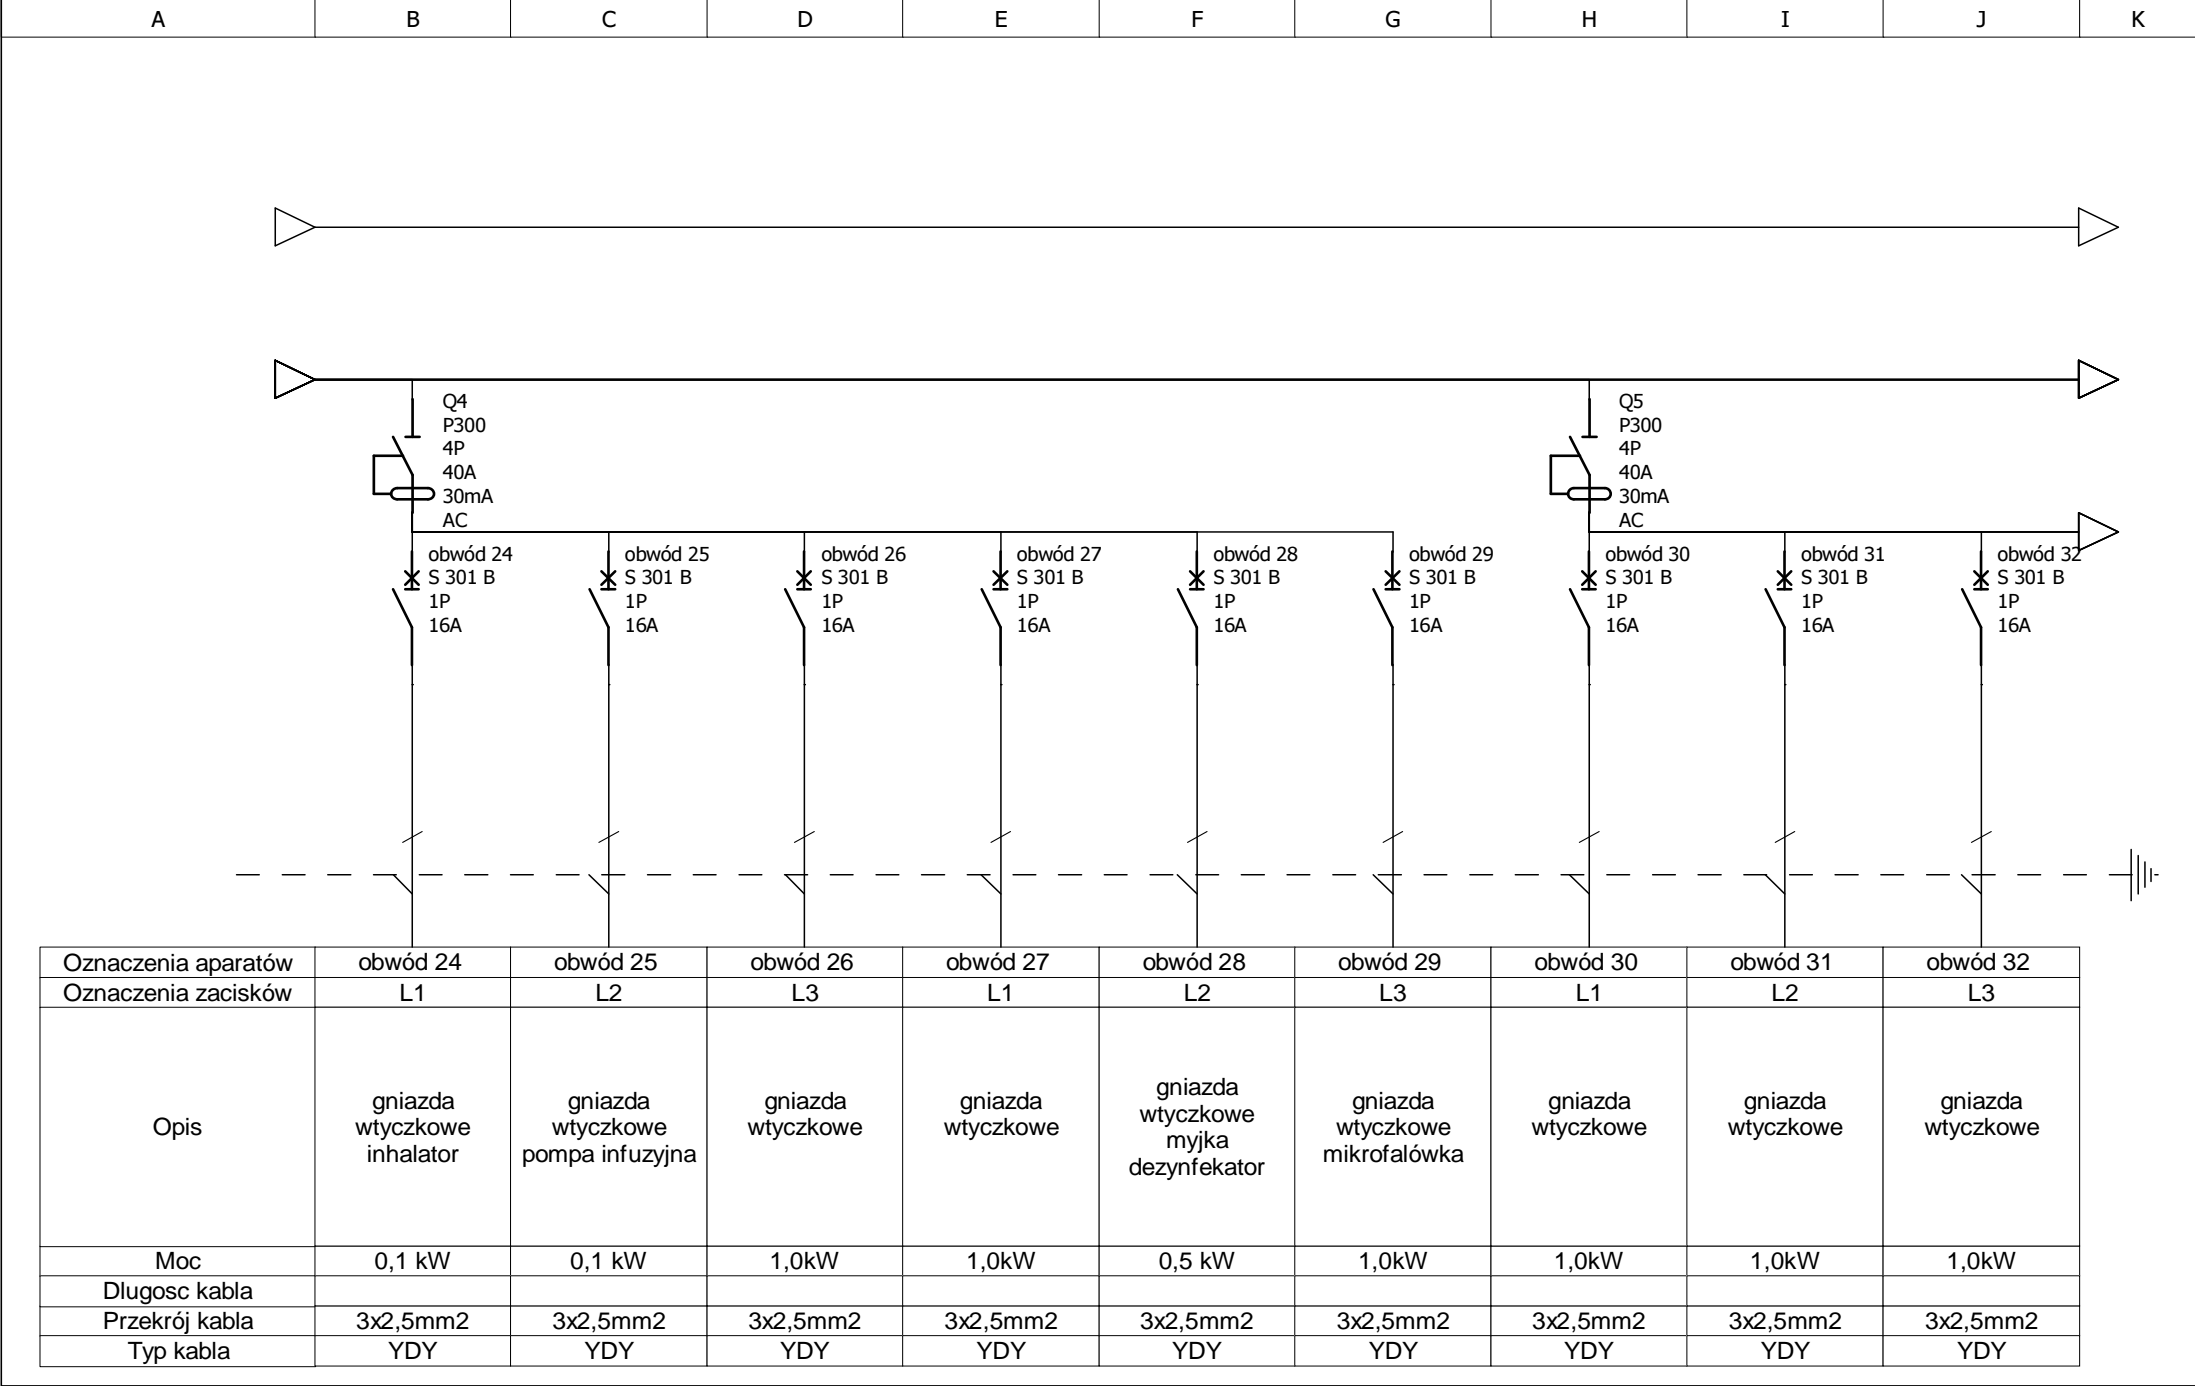 A B C D E F G H I J K
Q4
P300
4P
40A
30mA
AC
Q5
P300
4P
40A
30mA
AC
obwód 24
S 301 B
1P
16A
obwód 25
S 301 B
1P
16A
obwód 26
S 301 B
1P
16A
obwód 27
S 301 B
1P
16A
obwód 28
S 301 B
1P
16A
obwód 29
S 301 B
1P
16A
obwód 30
S 301 B
1P
16A
obwód 31
S 301 B
1P
16A
obwód 32
S 301 B
1P
16A
Oznaczenia aparatów obwód 24 obwód 25 obwód 26 obwód 27 obwód 28 obwód 29 obwód 30 obwód 31 obwód 32
Oznaczenia zacisków L1 L2 L3 L1 L2 L3 L1 L2 L3
Opis
gniazda
wtyczkowe
inhalator
gniazda
wtyczkowe
pompa infuzyjna
gniazda
wtyczkowe
gniazda
wtyczkowe
gniazda
wtyczkowe
myjka
dezynfekator
gniazda
wtyczkowe
mikrofalówka
gniazda
wtyczkowe
gniazda
wtyczkowe
gniazda
wtyczkowe
Moc 0,1 kW 0,1 kW 1,0kW 1,0kW 0,5 kW 1,0kW 1,0kW 1,0kW 1,0kW
Dlugosc kabla
Przekrój kabla 3x2,5mm2 3x2,5mm2 3x2,5mm2 3x2,5mm2 3x2,5mm2 3x2,5mm2 3x2,5mm2 3x2,5mm2 3x2,5mm2
Typ kabla YDY YDY YDY YDY YDY YDY YDY YDY YDY